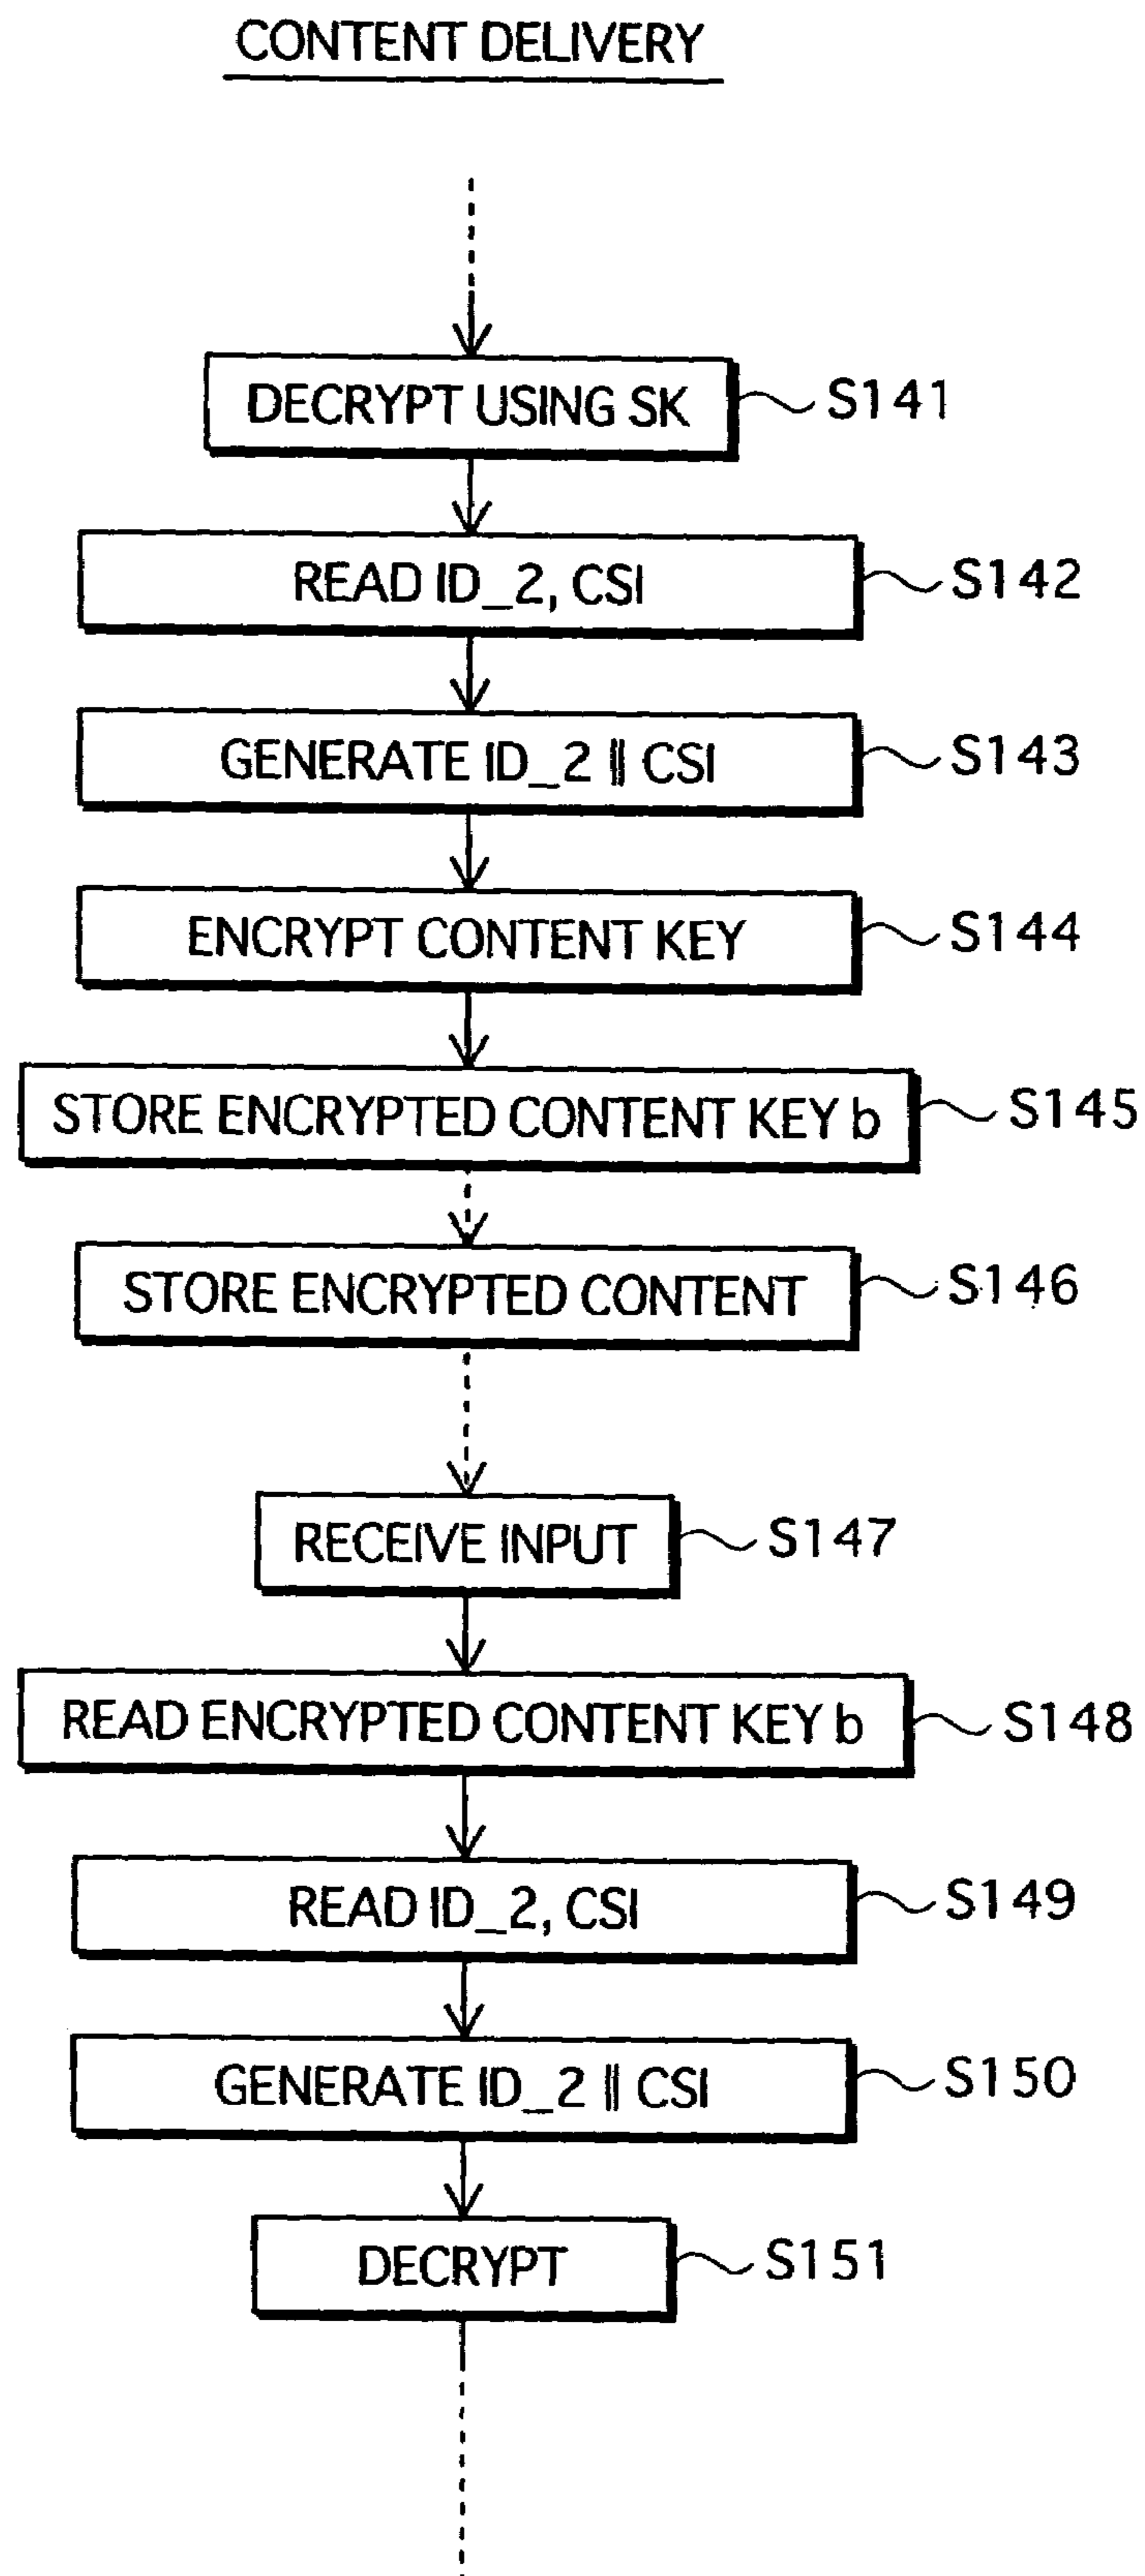 CONTENT DELIVERY
DECRYPT USING SK S141
READ ID_2, CSI S142
GENERATE ID_2 || CSI S143
ENCRYPT CONTENT KEY S144
STORE ENCRYPTED CONTENT KEY b S145
STORE ENCRYPTED CONTENT S146
RECEIVE INPUT S147
READ ENCRYPTED CONTENT KEY b S148
READ ID_2, CSI S149
GENERATE ID_2 || CSI S150
DECRYPT S151